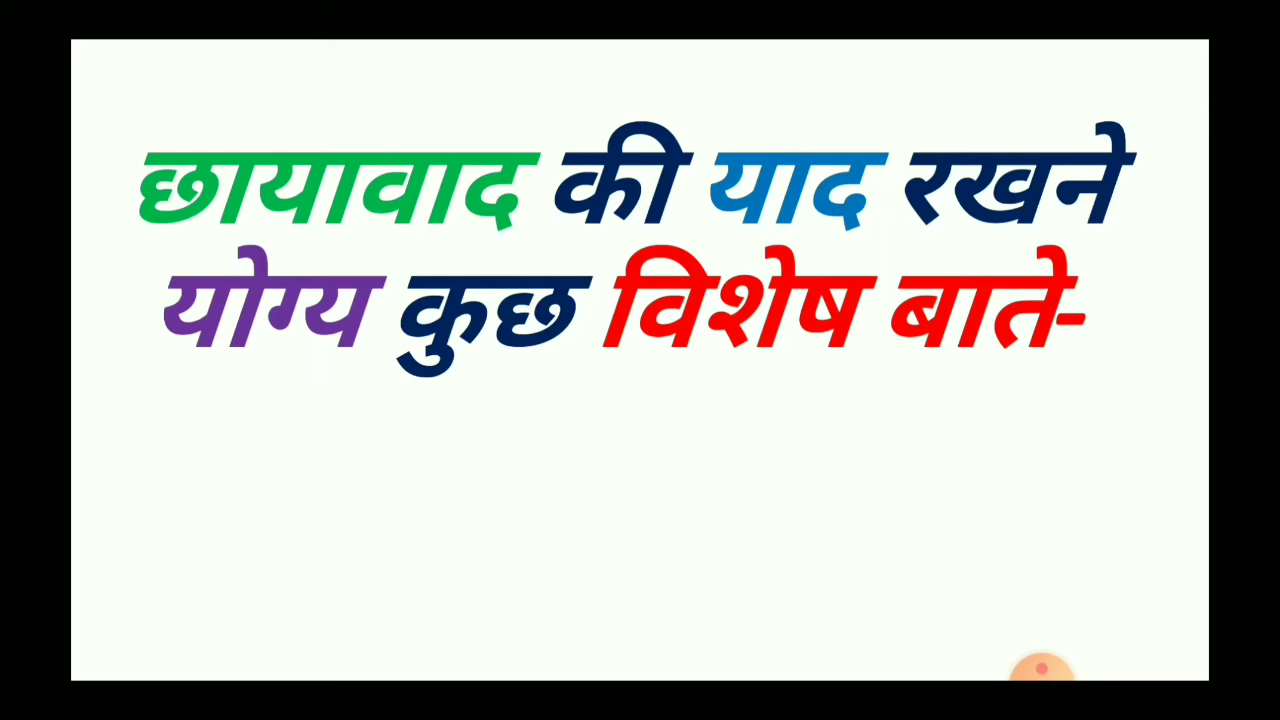 छायावाद की याद रखने
योग्य कुछ विशेष बाते-